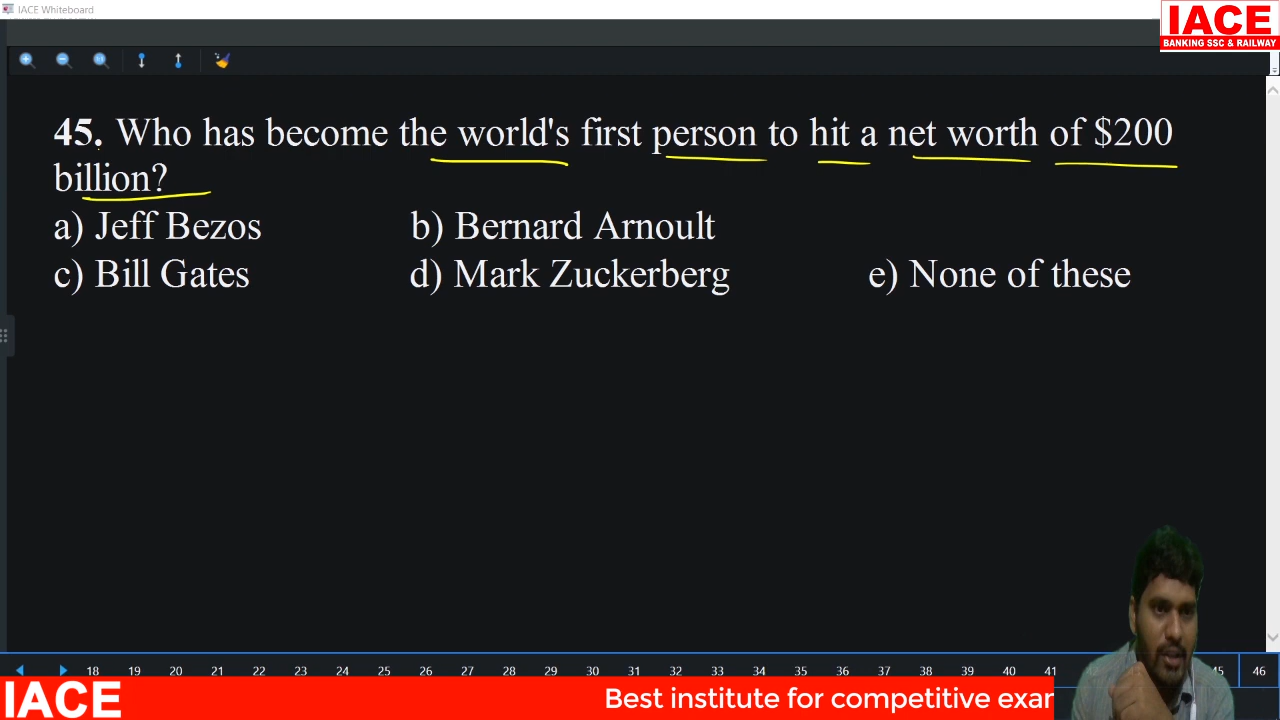 IACE Whiteboard
IACE
BANKING SSC & RAILWAY
45. Who has become the world's first person to hit a net worth of $200
billion?
a) Jeff Bezos b) Bernard Arnoult
c) Bill Gates d) Mark Zuckerberg e) None of these
18 19 20 21 22 23 24 25 26 27 28 29 30 31 32 33 34 35 36 37 38 39 40 41 45 46
IACE Best institute for competitive exar